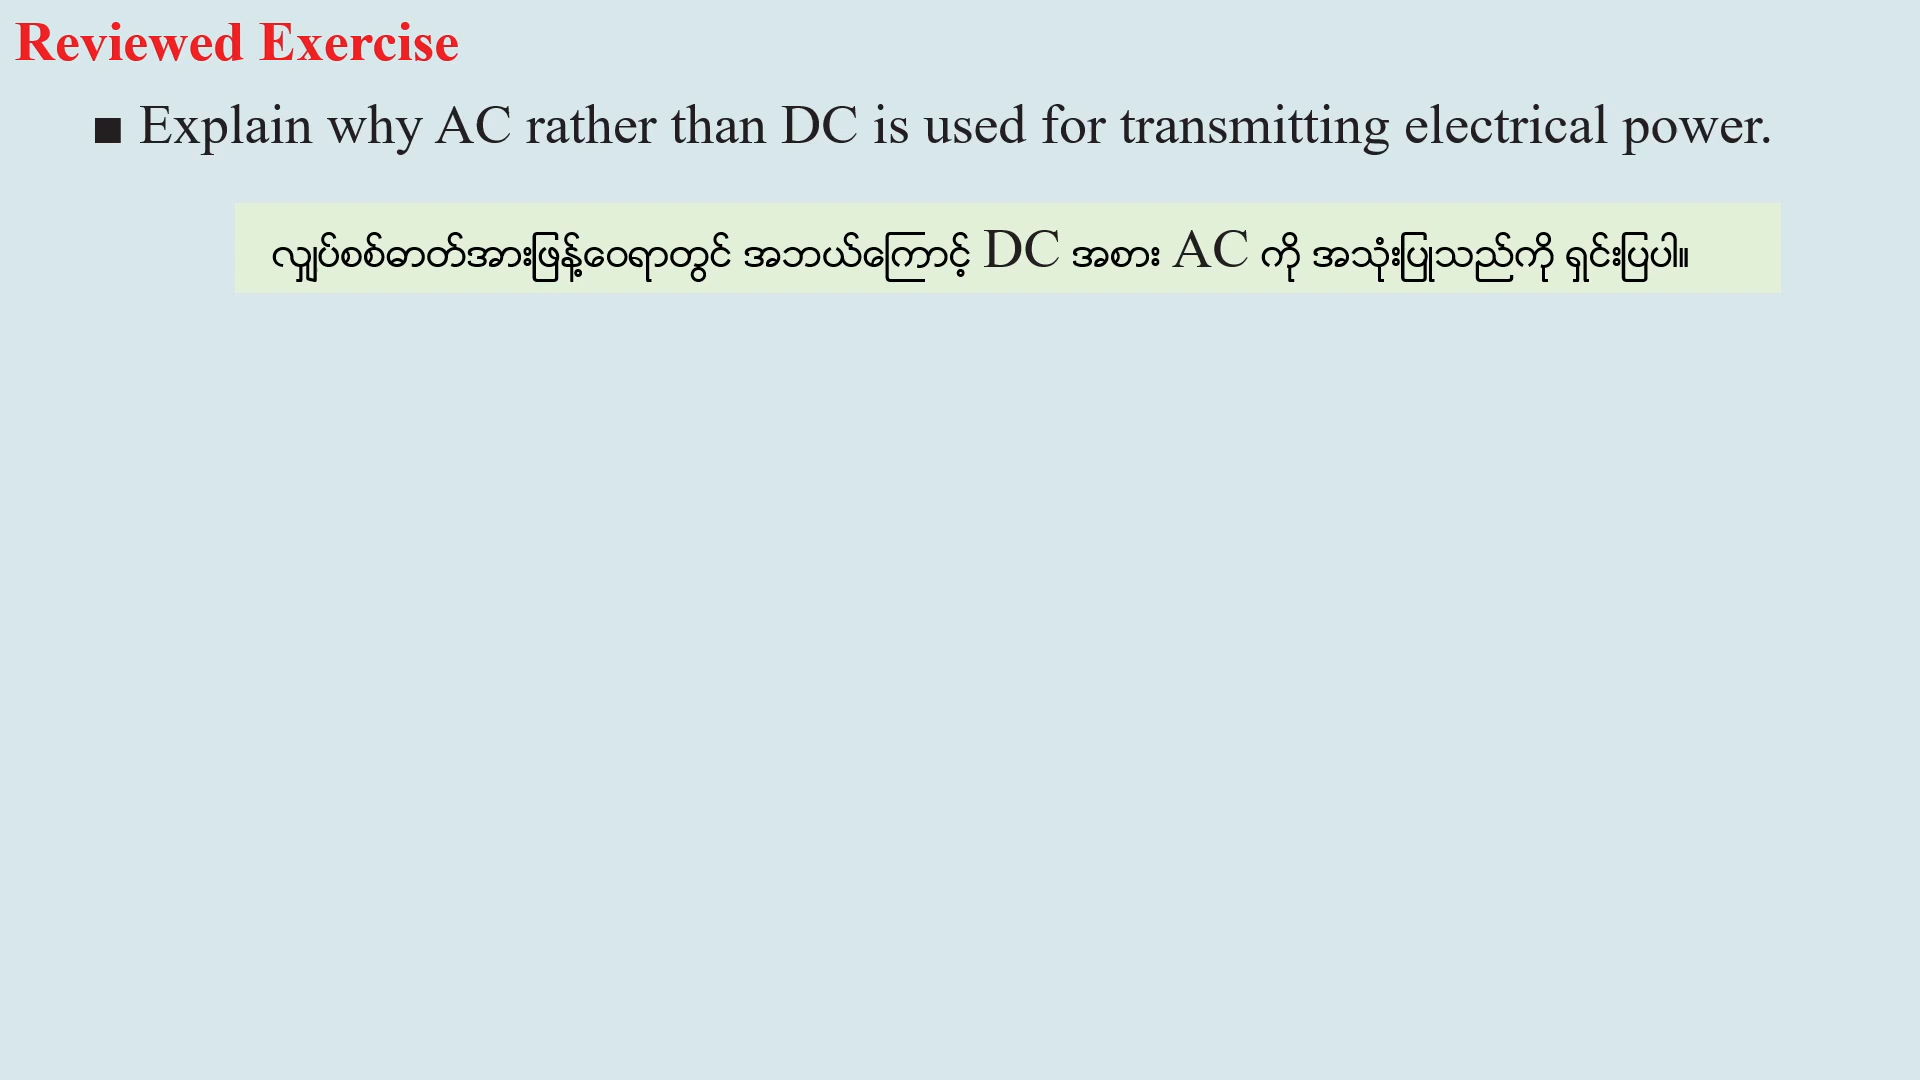 Reviewed Exercise
■ Explain why AC rather than DC is used for transmitting electrical power.
လျှပ်စစ်ဓာတ်အားဖြန့်ဝေရာတွင် အဘယ်ကြောင့် DC အစား AC ကို အသုံးပြုသည်ကို ရှင်းပြပါ။